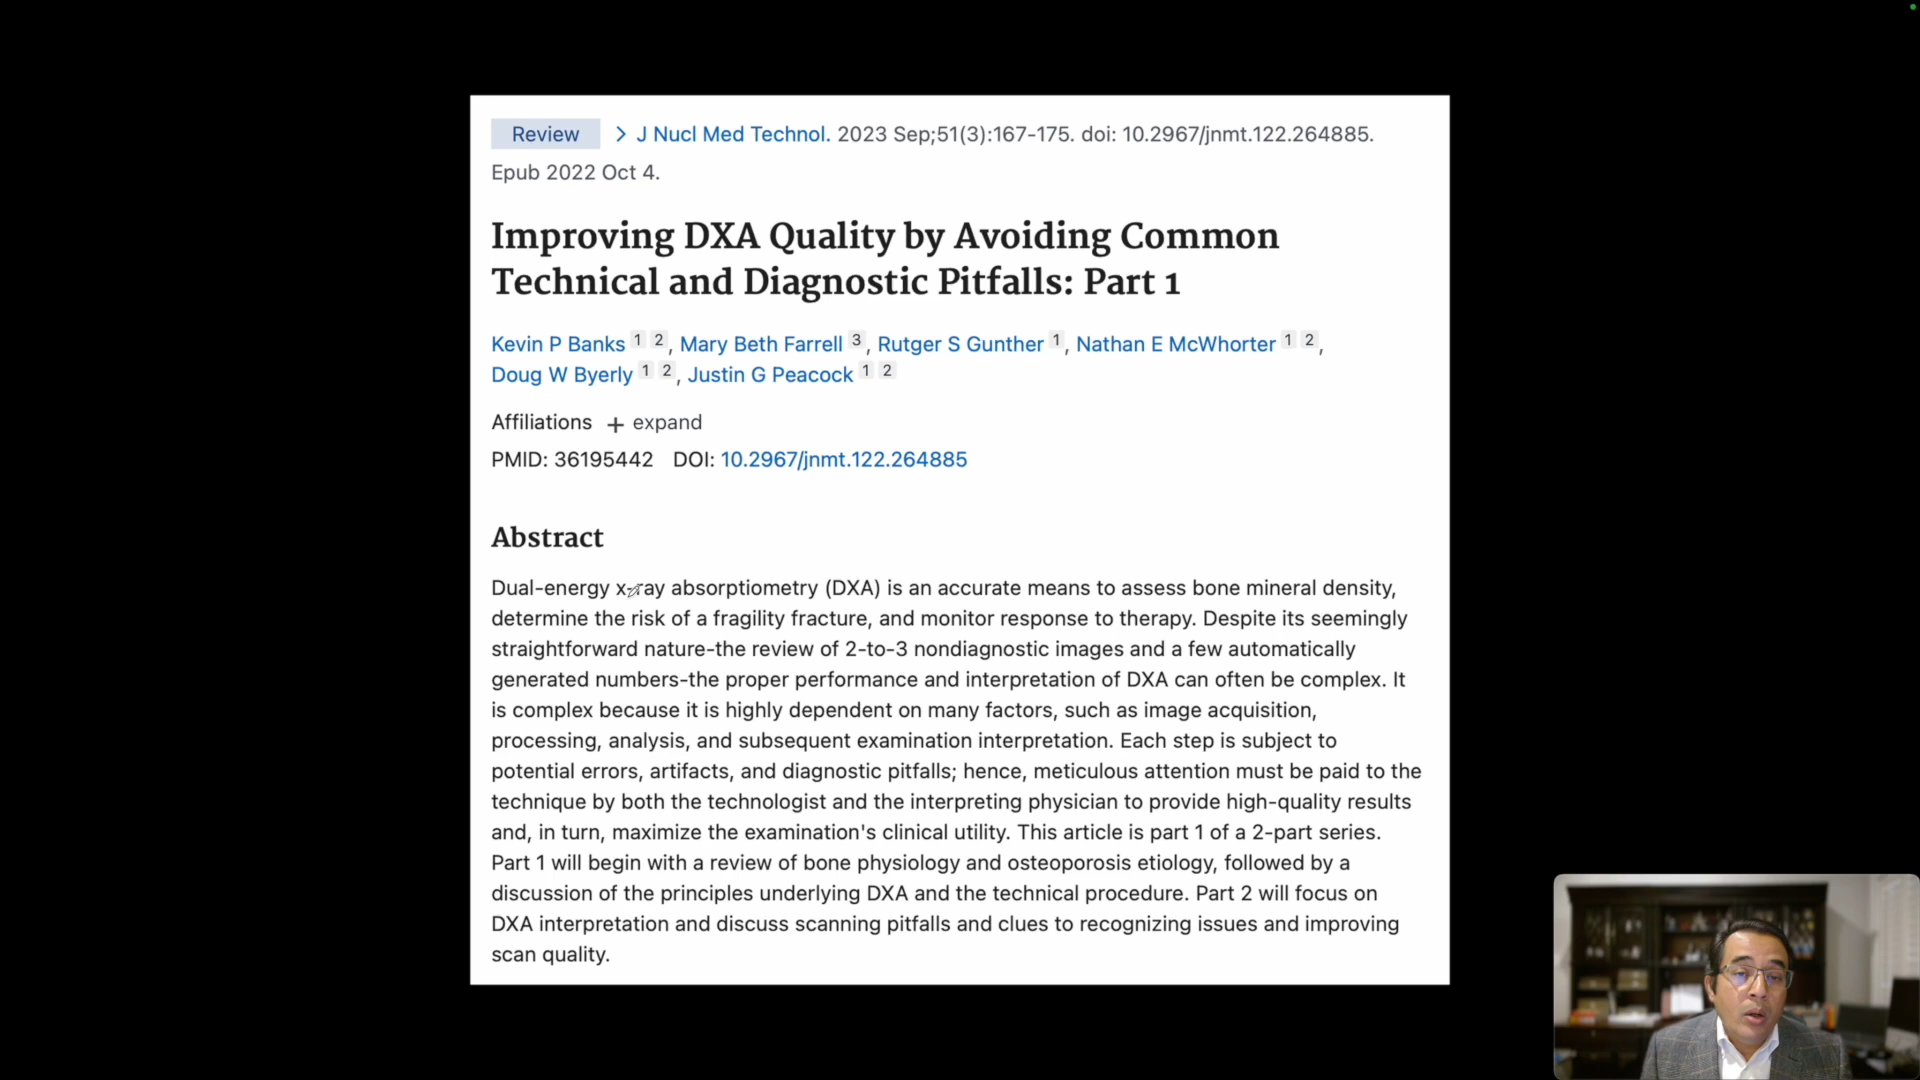 Review > J Nucl Med Technol. 2023 Sep;51(3):167-175. doi: 10.2967/jnmt.122.264885.
Epub 2022 Oct 4.
Improving DXA Quality by Avoiding Common
Technical and Diagnostic Pitfalls: Part 1
Kevin P Banks 1 2, Mary Beth Farrell 3, Rutger S Gunther 1, Nathan E McWhorter 1 2,
Doug W Byerly 1 2, Justin G Peacock 1 2
Affiliations + expand
PMID: 36195442 DOI: 10.2967/jnmt.122.264885
Abstract
Dual-energy x-ray absorptiometry (DXA) is an accurate means to assess bone mineral density,
determine the risk of a fragility fracture, and monitor response to therapy. Despite its seemingly
straightforward nature-the review of 2-to-3 nondiagnostic images and a few automatically
generated numbers-the proper performance and interpretation of DXA can often be complex. It
is complex because it is highly dependent on many factors, such as image acquisition,
processing, analysis, and subsequent examination interpretation. Each step is subject to
potential errors, artifacts, and diagnostic pitfalls; hence, meticulous attention must be paid to the
technique by both the technologist and the interpreting physician to provide high-quality results
and, in turn, maximize the examination's clinical utility. This article is part 1 of a 2-part series.
Part 1 will begin with a review of bone physiology and osteoporosis etiology, followed by a
discussion of the principles underlying DXA and the technical procedure. Part 2 will focus on
DXA interpretation and discuss scanning pitfalls and clues to recognizing issues and improving
scan quality.